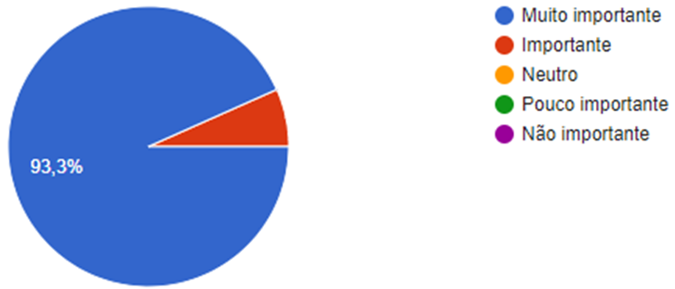 Muito importante
Importante
Neutro
Pouco importante
Não importante
93,3%